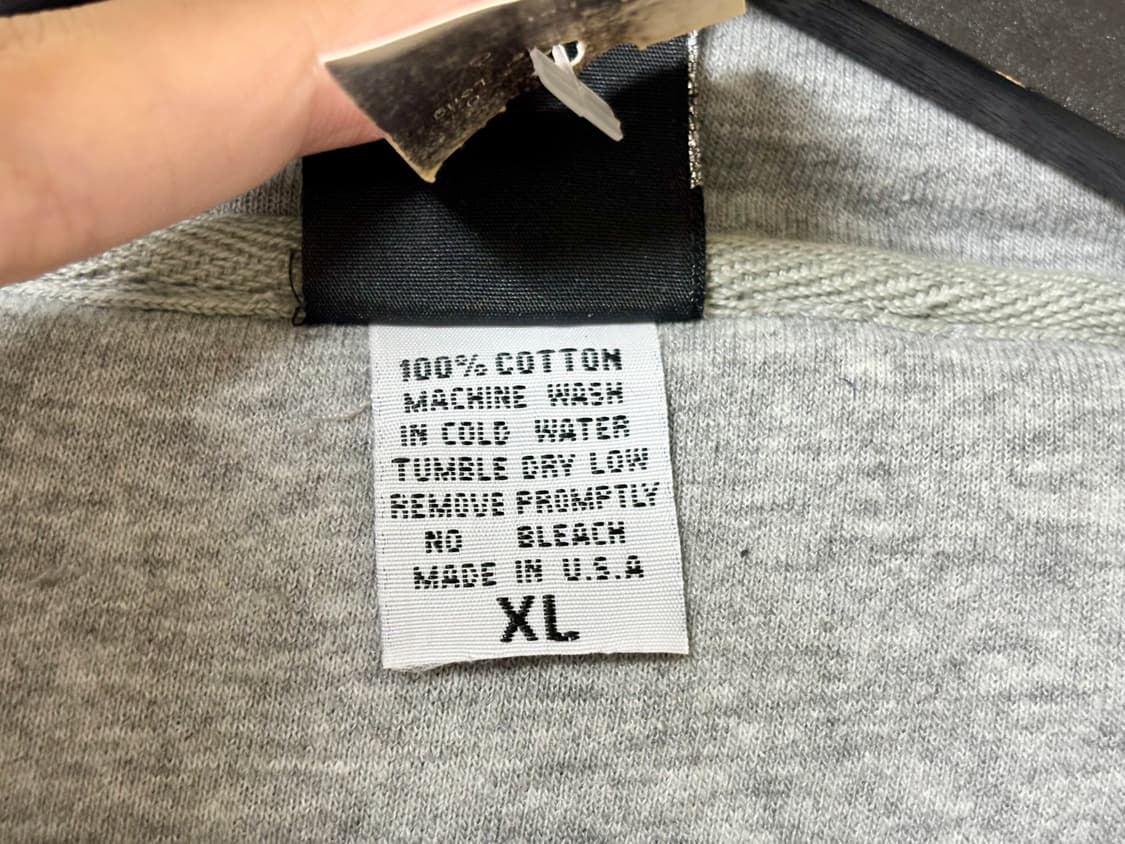 100% COTTON
MACHINE WASH
IN COLD WATER
TUMBLE DRY LOW
REMOVE PROMPTLY
NO BLEACH
MADE IN U.S.A
XL